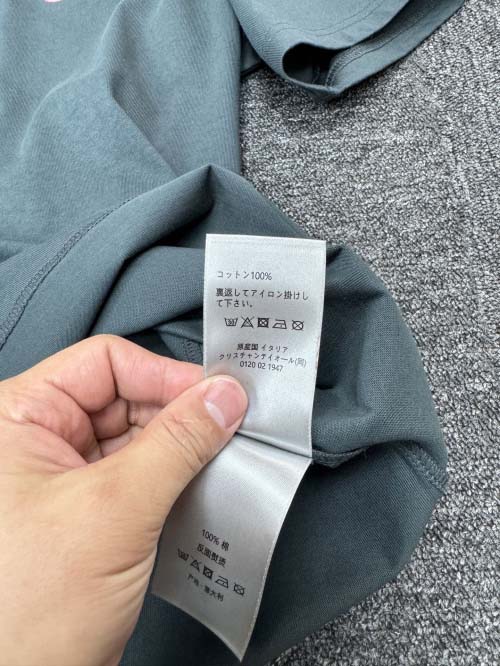 コットン100%
裏返してアイロン掛けし
て下さい。
原産国 イタリア
クリスチャンディオール(同)
0120 02 1947
100% 棉
反面熨烫
产地: 意大利